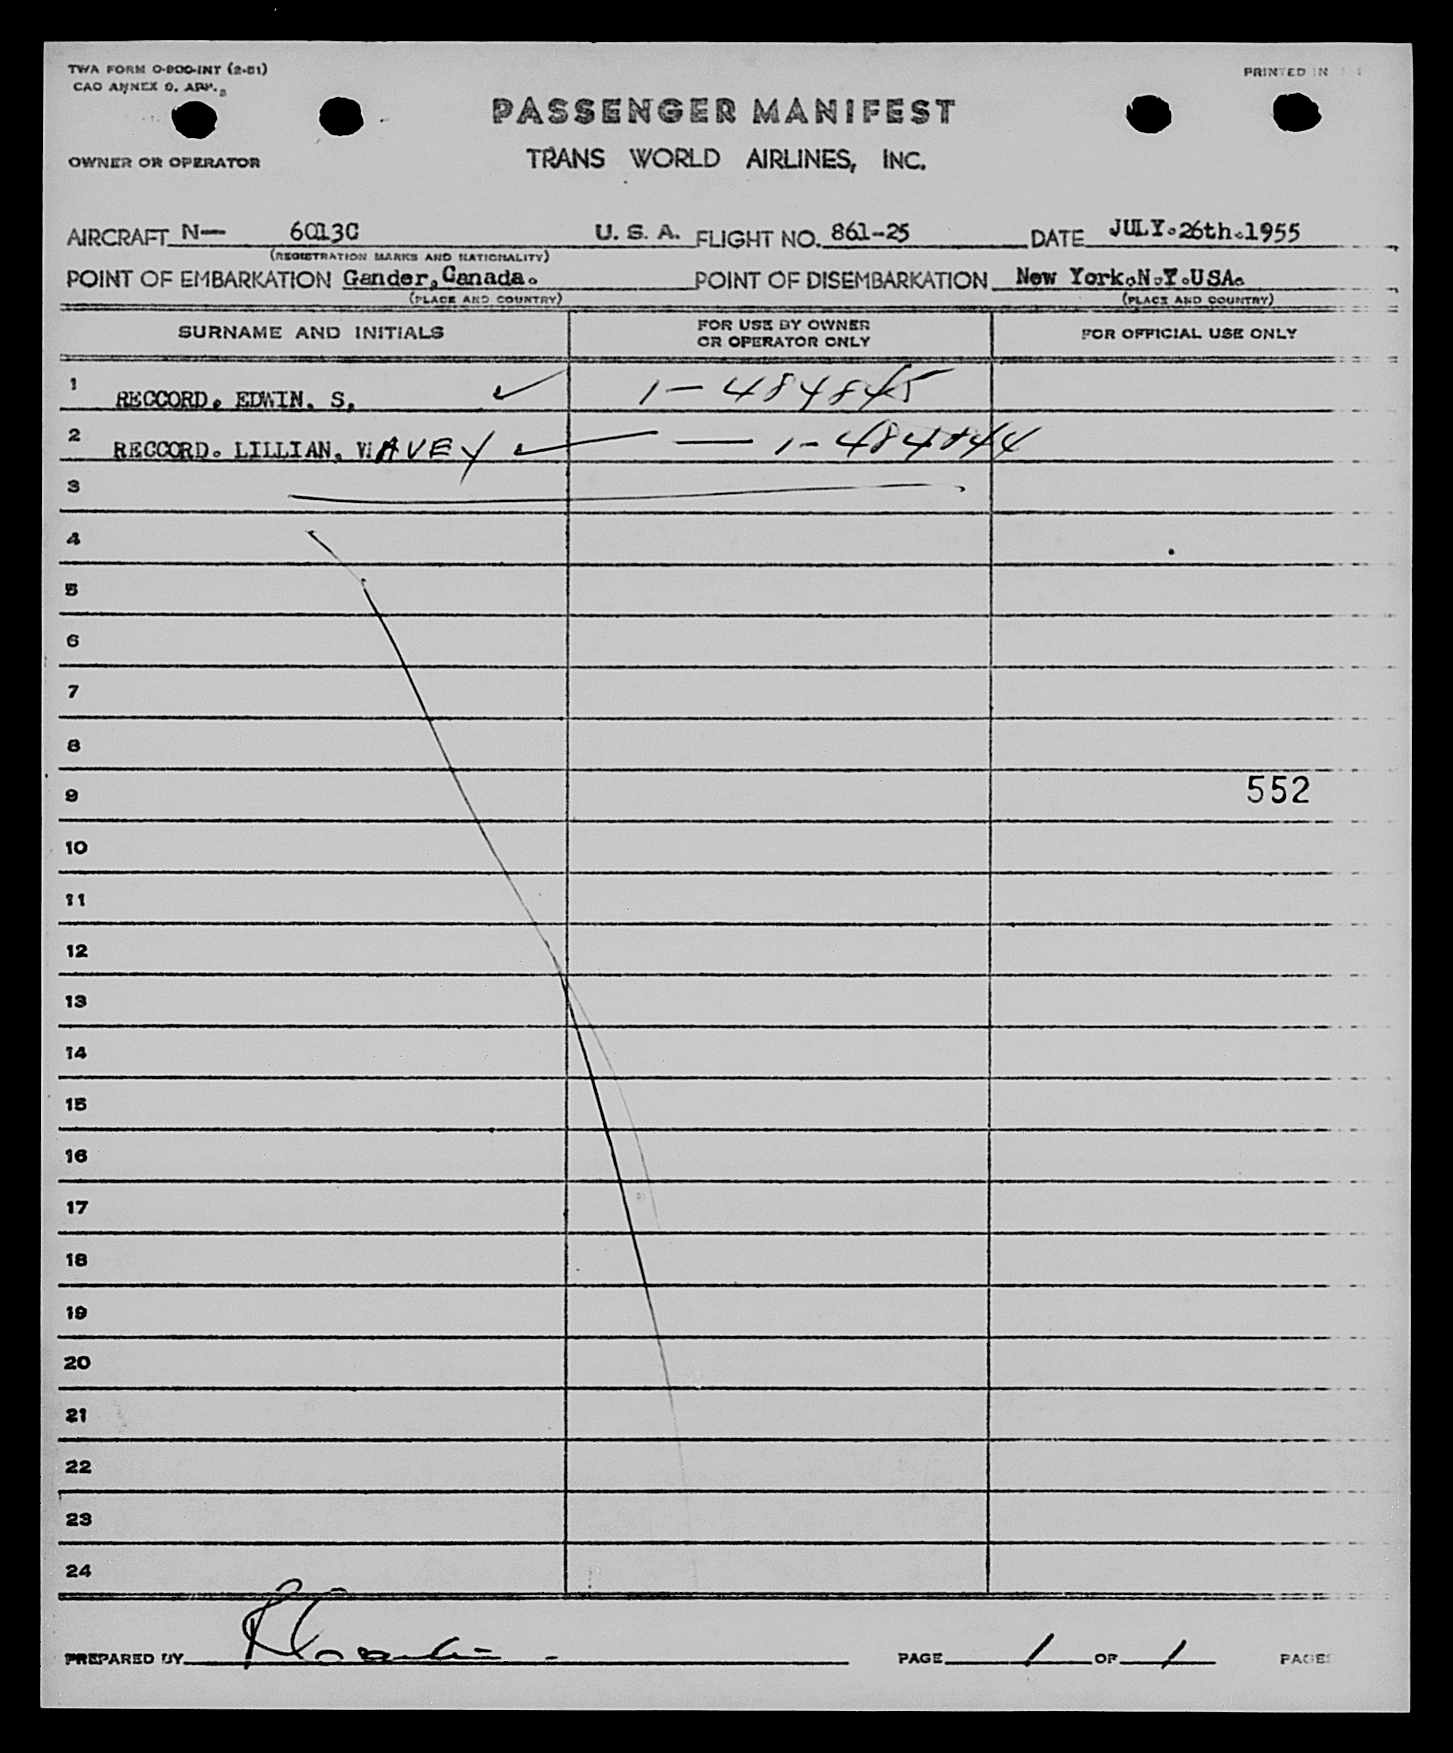 TWA FORM O-800-INT (2-51)
CAO ANNEX 9, APP. 3
PRINTED IN
PASSENGER MANIFEST
OWNER OR OPERATOR
TRANS WORLD AIRLINES, INC.
AIRCRAFT N— 6013C U. S. A. FLIGHT NO. 861-25 DATE JULY.26th.1955
(REGISTRATION MARKS AND NATIONALITY)
POINT OF EMBARKATION Gander, Canada. POINT OF DISEMBARKATION New York.N.Y.USA.
(PLACE AND COUNTRY) (PLACE AND COUNTRY)
SURNAME AND INITIALS FOR USE BY OWNER OR OPERATOR ONLY FOR OFFICIAL USE ONLY
1 RECCORD. EDWIN. S. ✓ 1-484845
2 RECCORD. LILLIAN. WAVEY ✓ — 1-484844
3
4
5
6
7
8
9 552
10
11
12
13
14
15
16
17
18
19
20
21
22
23
24
PREPARED BY PAGE 1 OF 1 PAGES